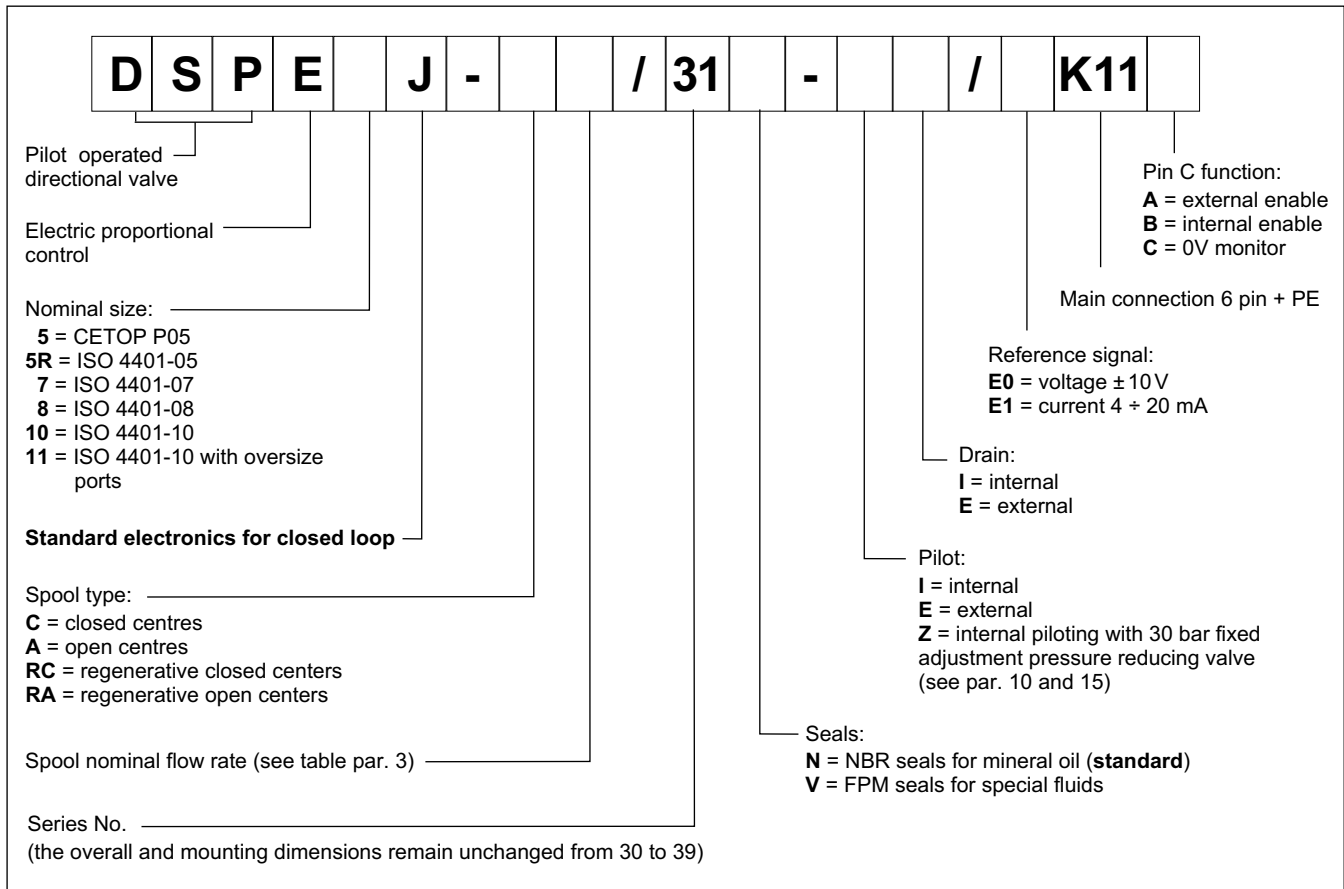 D S P E J - / 31 - / K11
Pilot operated
directional valve
Electric proportional
control
Nominal size:
5 = CETOP P05
5R = ISO 4401-05
7 = ISO 4401-07
8 = ISO 4401-08
10 = ISO 4401-10
11 = ISO 4401-10 with oversize
ports
Standard electronics for closed loop
Spool type:
C = closed centres
A = open centres
RC = regenerative closed centers
RA = regenerative open centers
Spool nominal flow rate (see table par. 3)
Series No.
(the overall and mounting dimensions remain unchanged from 30 to 39)
Pin C function:
A = external enable
B = internal enable
C = 0V monitor
Main connection 6 pin + PE
Reference signal:
E0 = voltage ±10V
E1 = current 4 ÷ 20 mA
Drain:
I = internal
E = external
Pilot:
I = internal
E = external
Z = internal piloting with 30 bar fixed
adjustment pressure reducing valve
(see par. 10 and 15)
Seals:
N = NBR seals for mineral oil (standard)
V = FPM seals for special fluids